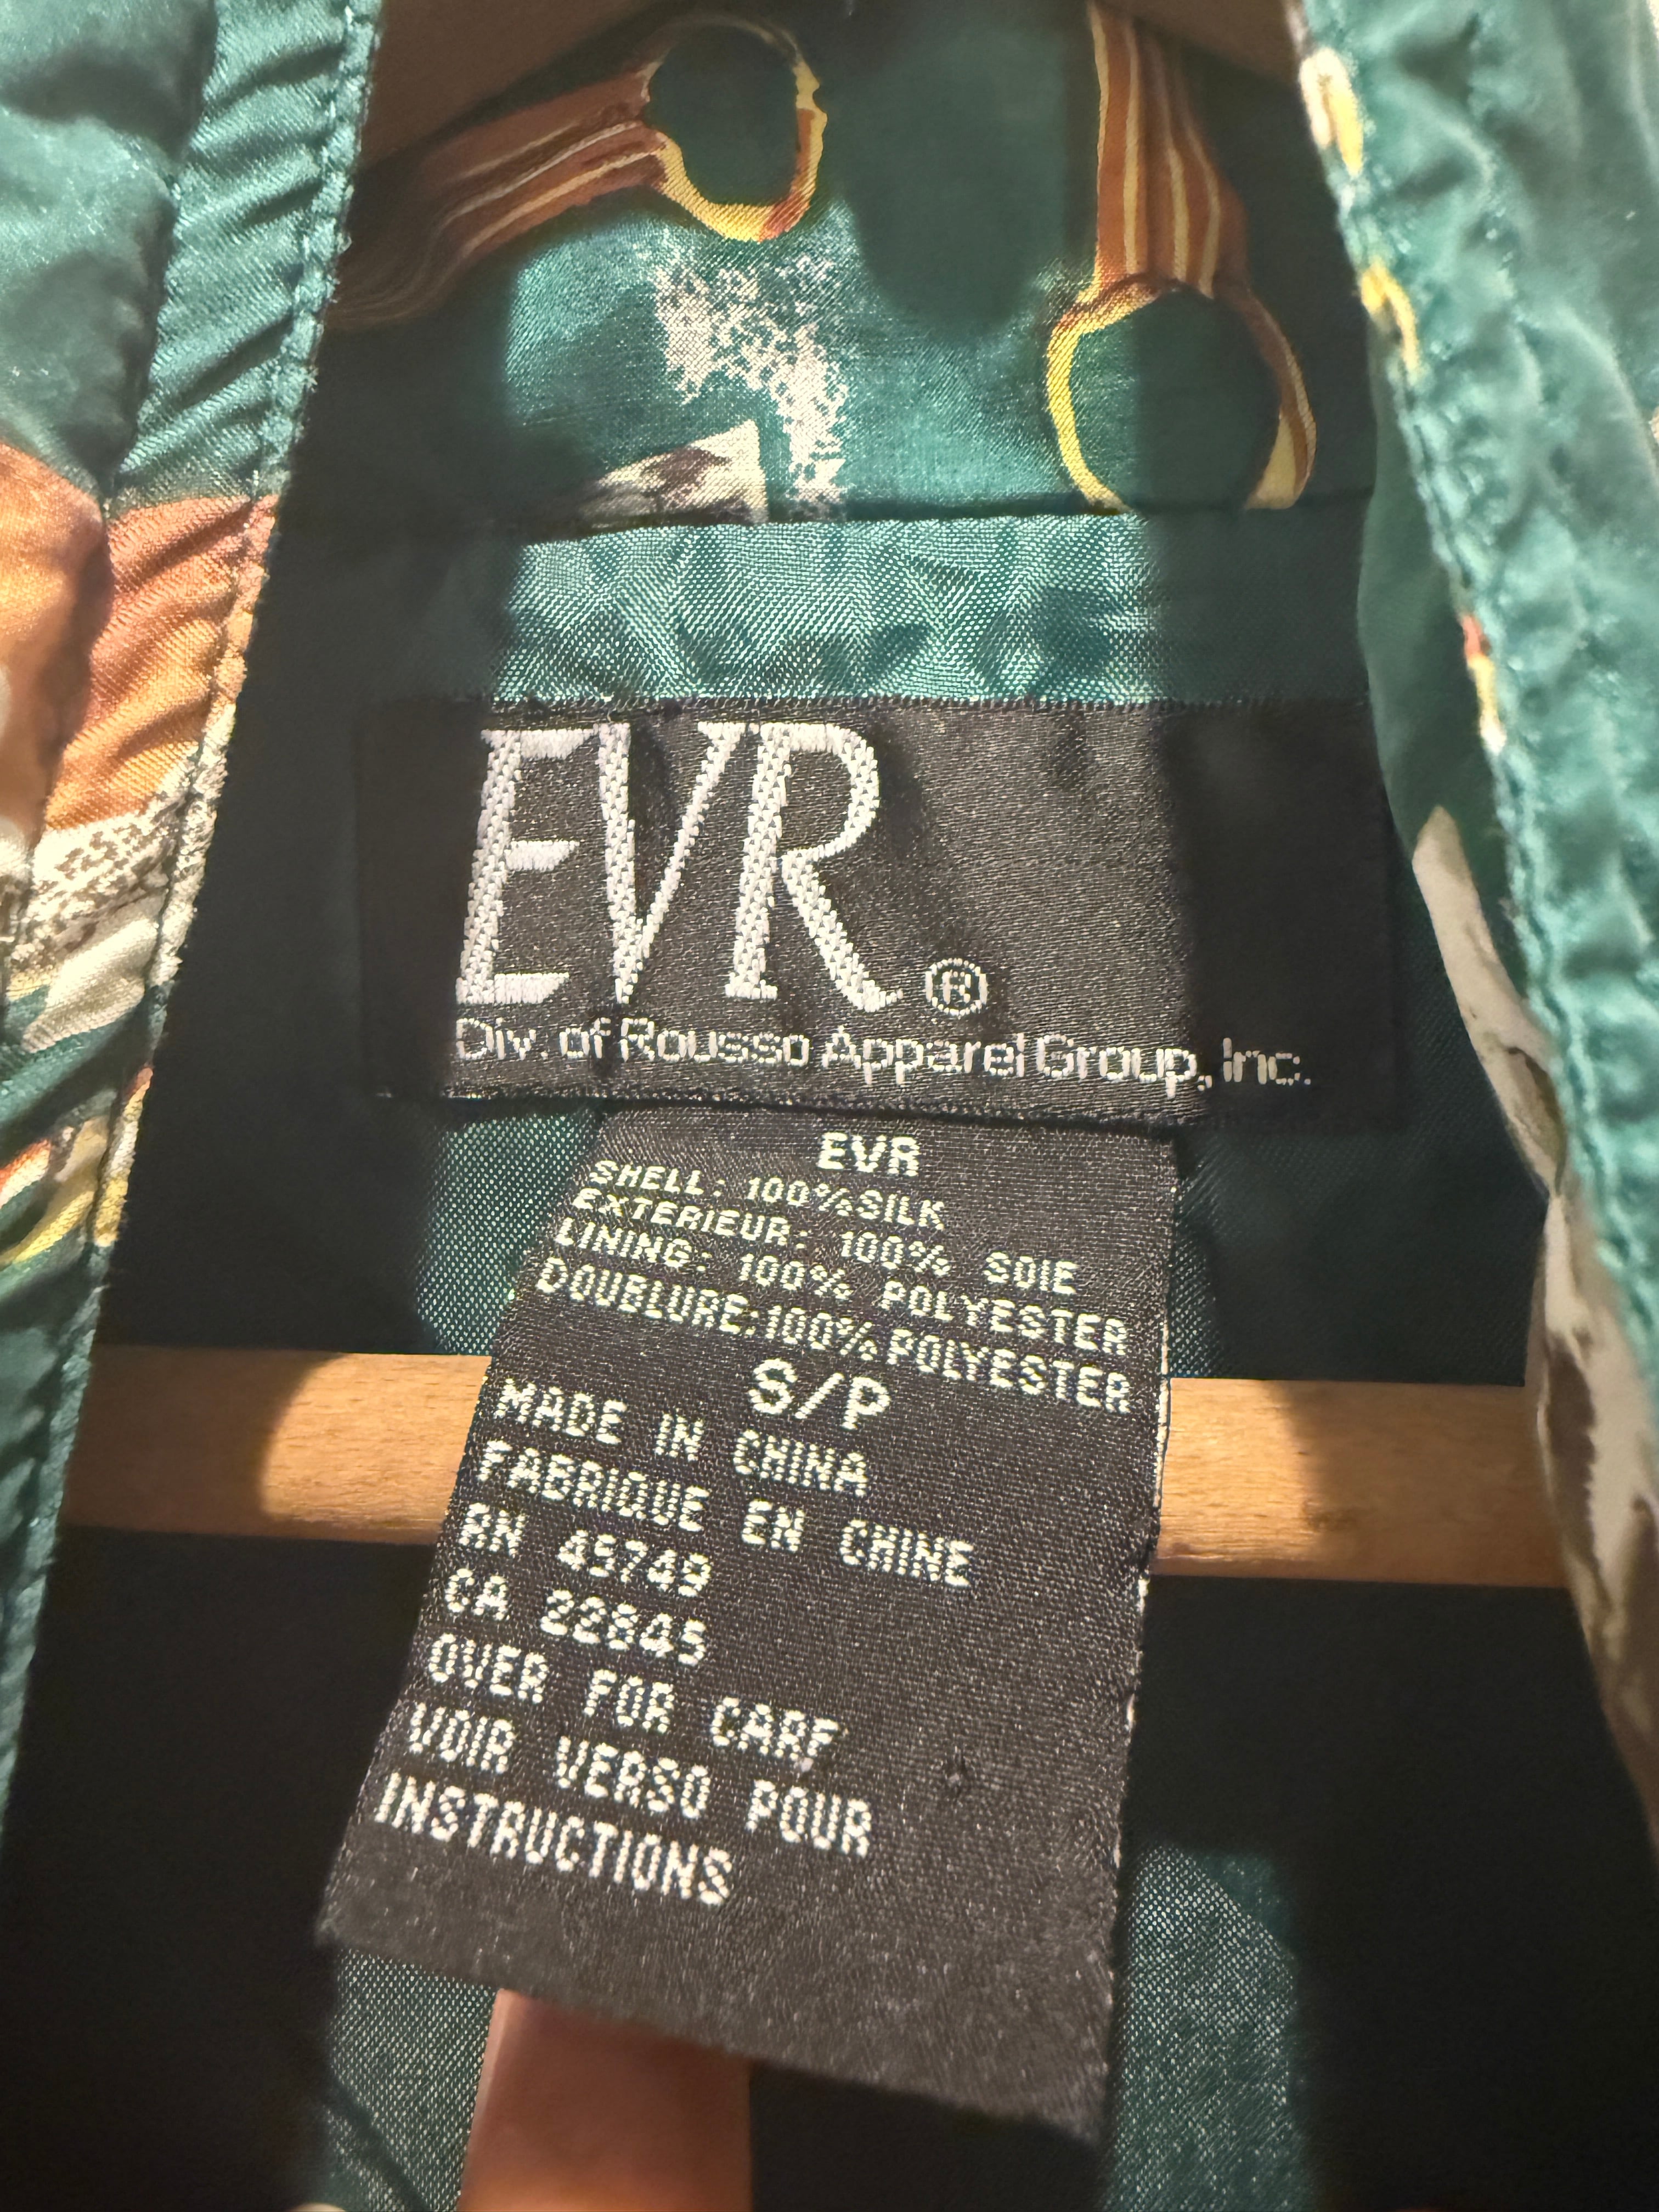 EVR®
Div. of Rousso Apparel Group, Inc.
EVR
SHELL: 100% SILK
EXTERIEUR: 100% SOIE
LINING: 100% POLYESTER
DOUBLURE: 100% POLYESTER
S/P
MADE IN CHINA
FABRIQUE EN CHINE
RN 45749
CA 22845
OVER FOR CARE
VOIR VERSO POUR
INSTRUCTIONS